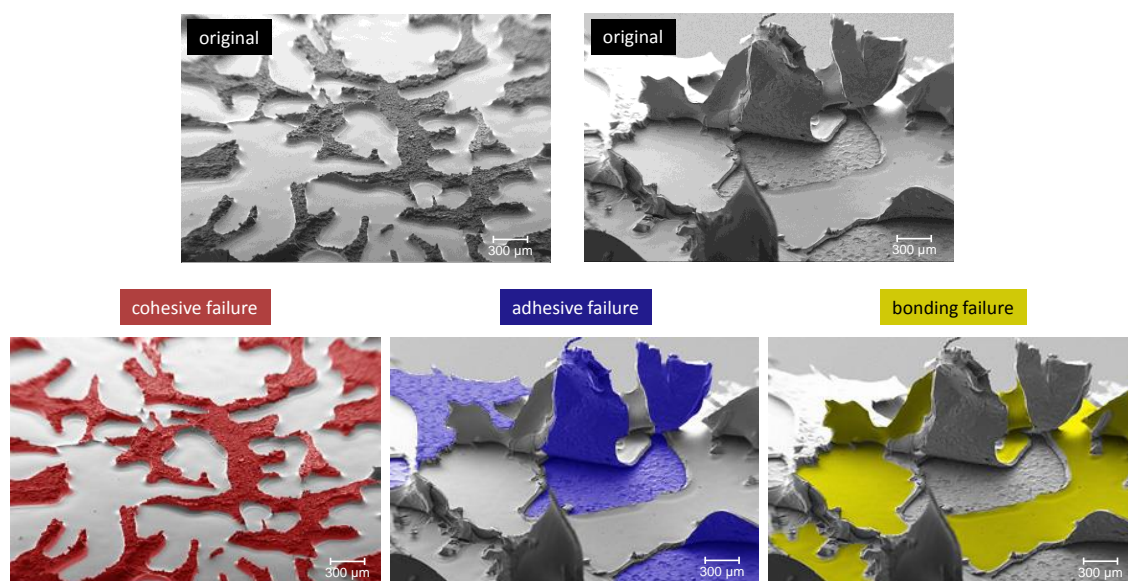 original
original
300 µm
300 µm
cohesive failure
adhesive failure
bonding failure
300 µm
300 µm
300 µm